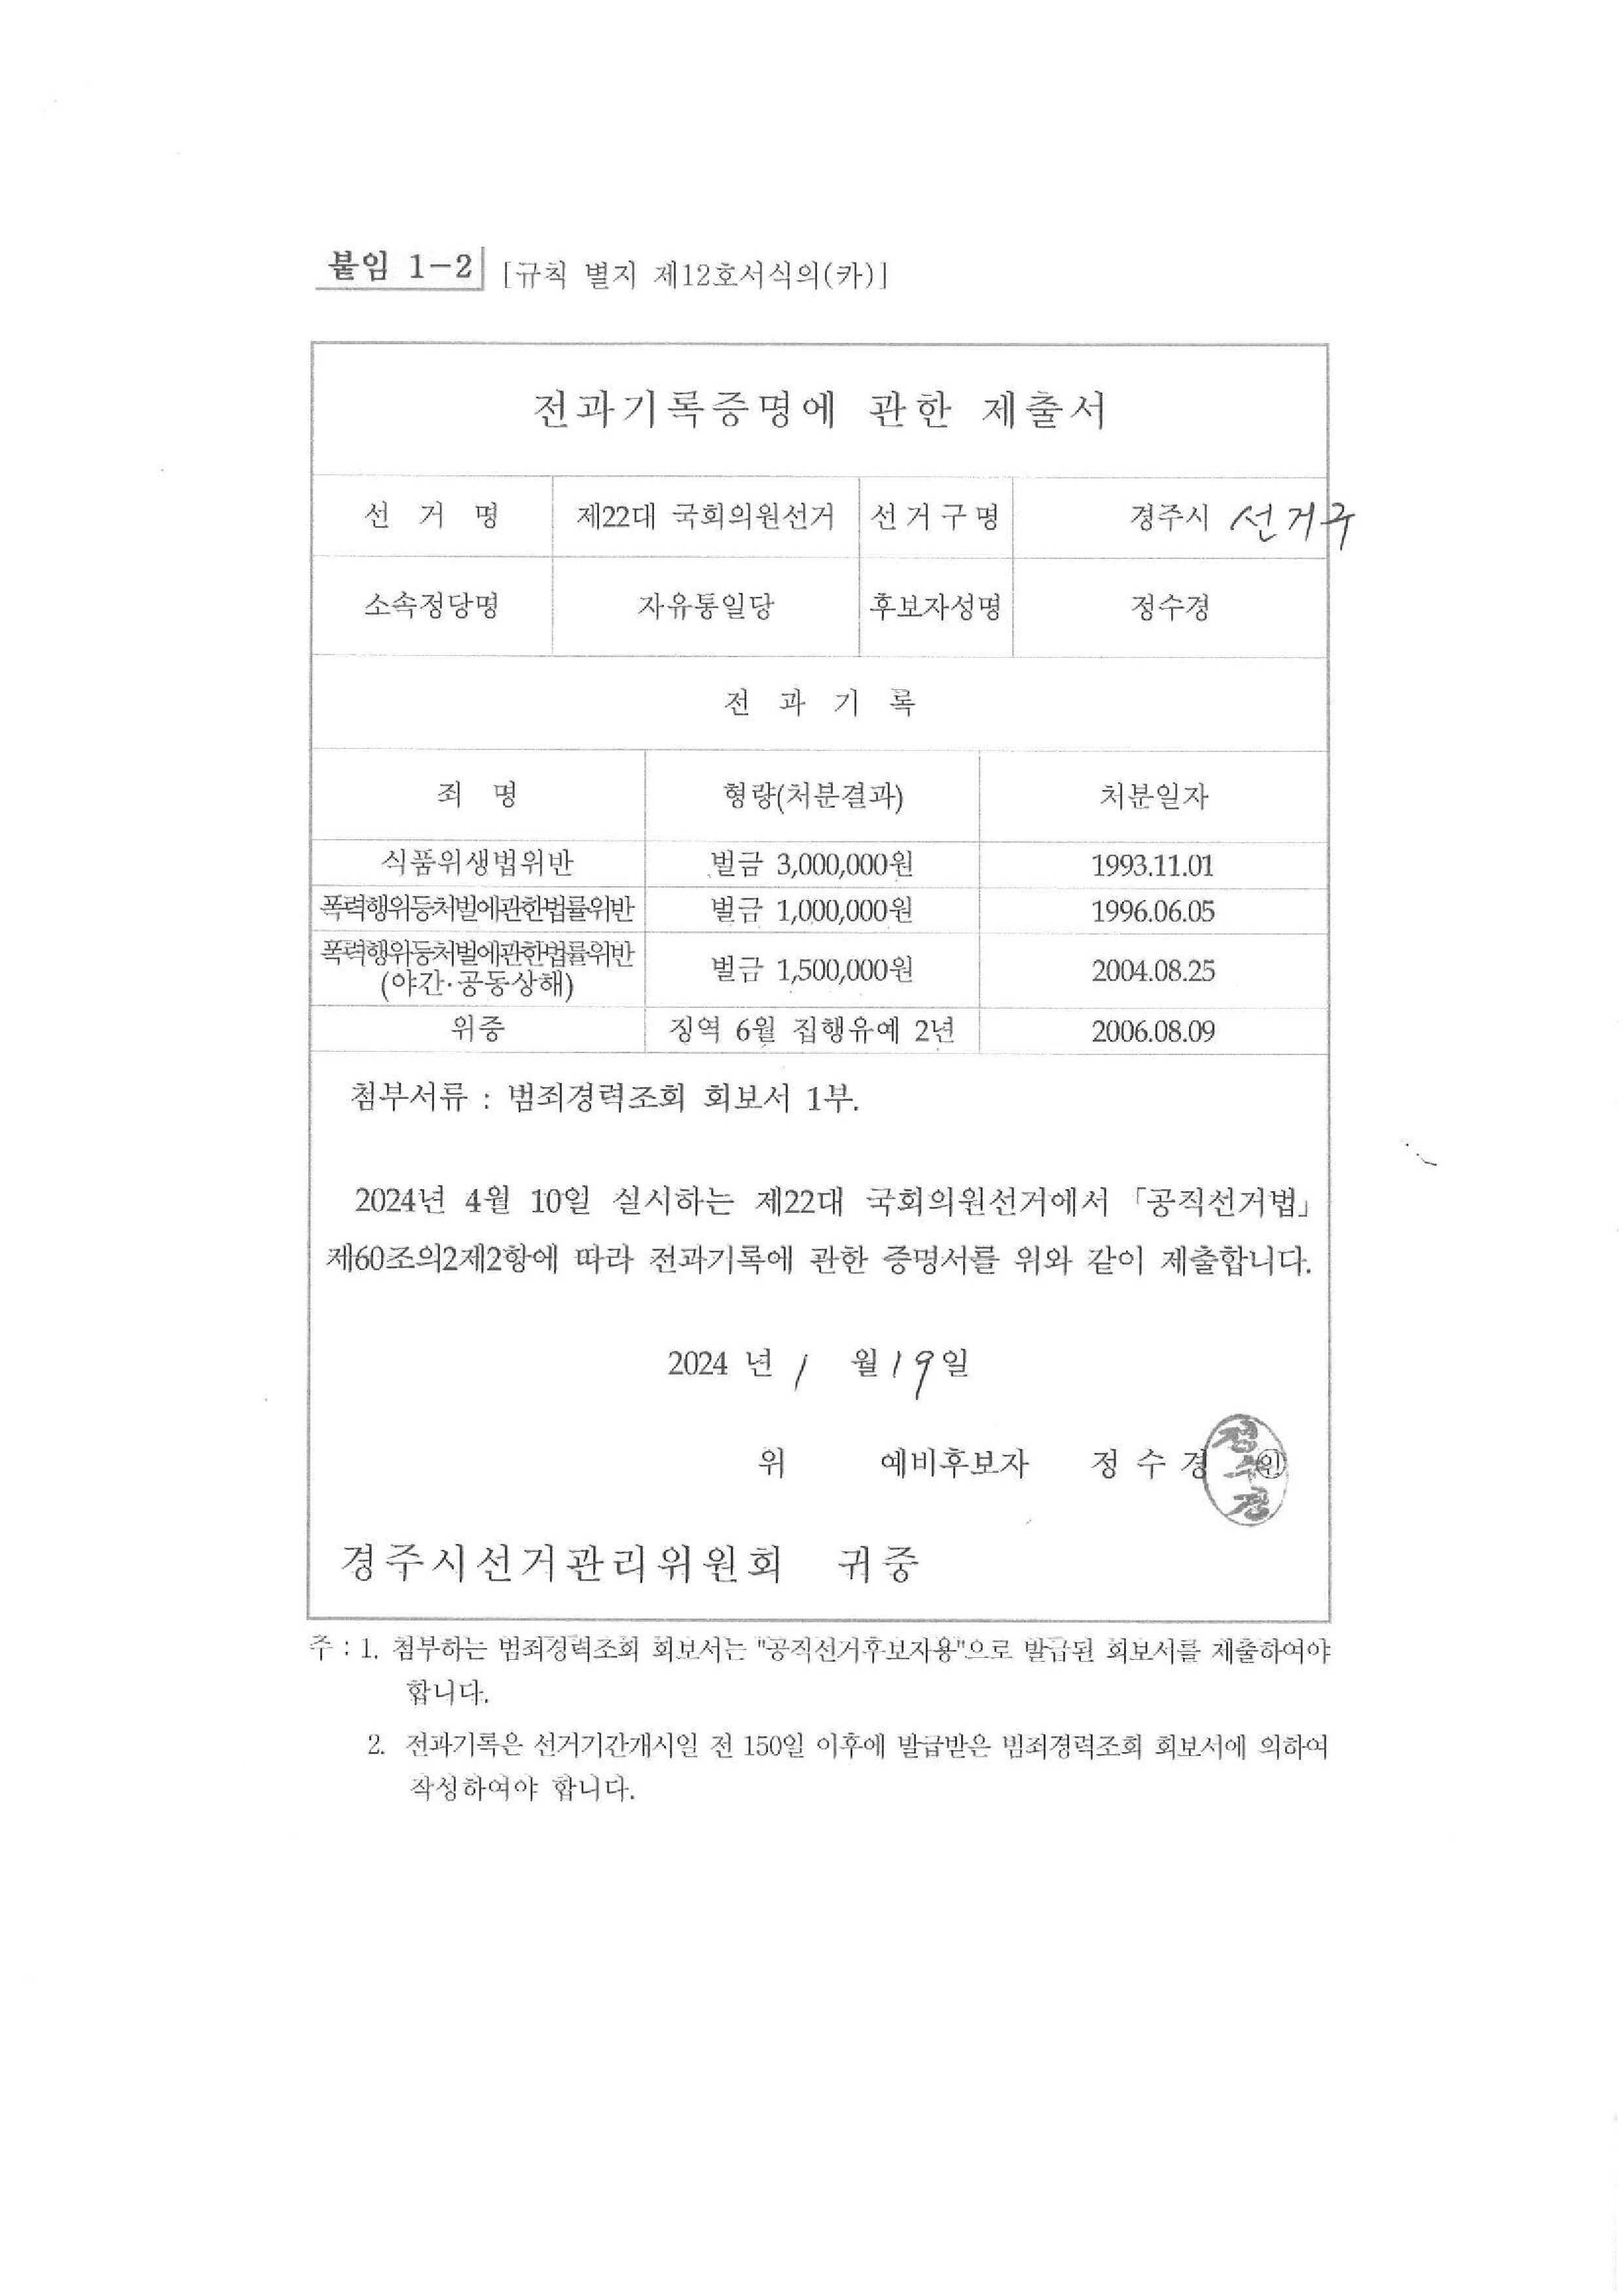 붙임 1-2 [규칙 별지 제12호서식의(카)]
전과기록증명에 관한 제출서
선 거 명 제22대 국회의원선거 선거구명 경주시 선거구
소속정당명 자유통일당 후보자성명 정수경
전 과 기 록
죄 명 형량(처분결과) 처분일자
식품위생법위반 벌금 3,000,000원 1993.11.01
폭력행위등처벌에관한법률위반 벌금 1,000,000원 1996.06.05
폭력행위등처벌에관한법률위반
(야간·공동상해) 벌금 1,500,000원 2004.08.25
위증 징역 6월 집행유예 2년 2006.08.09
첨부서류 : 범죄경력조회 회보서 1부.
2024년 4월 10일 실시하는 제22대 국회의원선거에서 「공직선거법」
제60조의2제2항에 따라 전과기록에 관한 증명서를 위와 같이 제출합니다.
2024 년 1 월 19 일
위 예비후보자 정 수 경 ㊞
정수경
경주시선거관리위원회 귀중
주 : 1. 첨부하는 범죄경력조회 회보서는 "공직선거후보자용"으로 발급된 회보서를 제출하여야
합니다.
2. 전과기록은 선거기간개시일 전 150일 이후에 발급받은 범죄경력조회 회보서에 의하여
작성하여야 합니다.